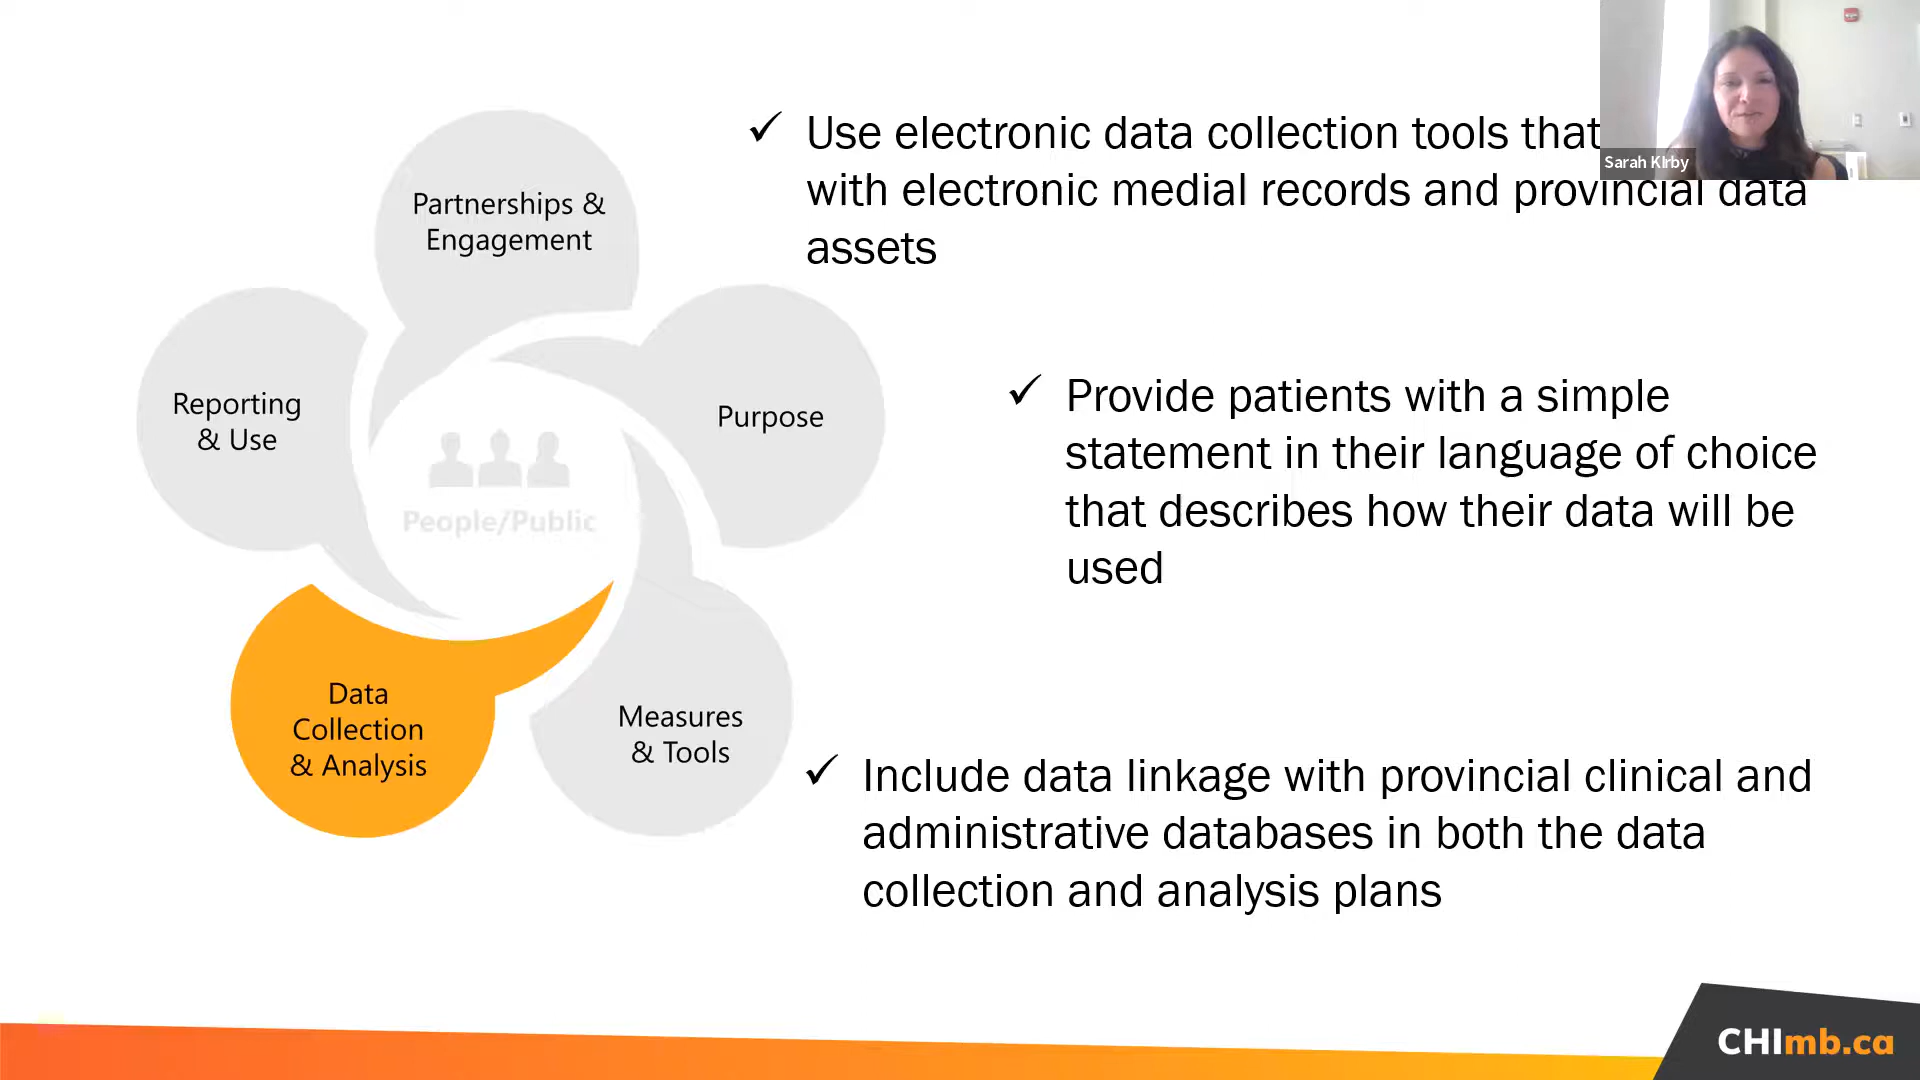 Use electronic data collection tools that
with electronic medial records and provincial data
assets
Sarah Kirby
Partnerships &
Engagement
Reporting
& Use
Purpose
People/Public
Provide patients with a simple
statement in their language of choice
that describes how their data will be
used
Data
Collection
& Analysis
Measures
& Tools
Include data linkage with provincial clinical and
administrative databases in both the data
collection and analysis plans
CHImb.ca